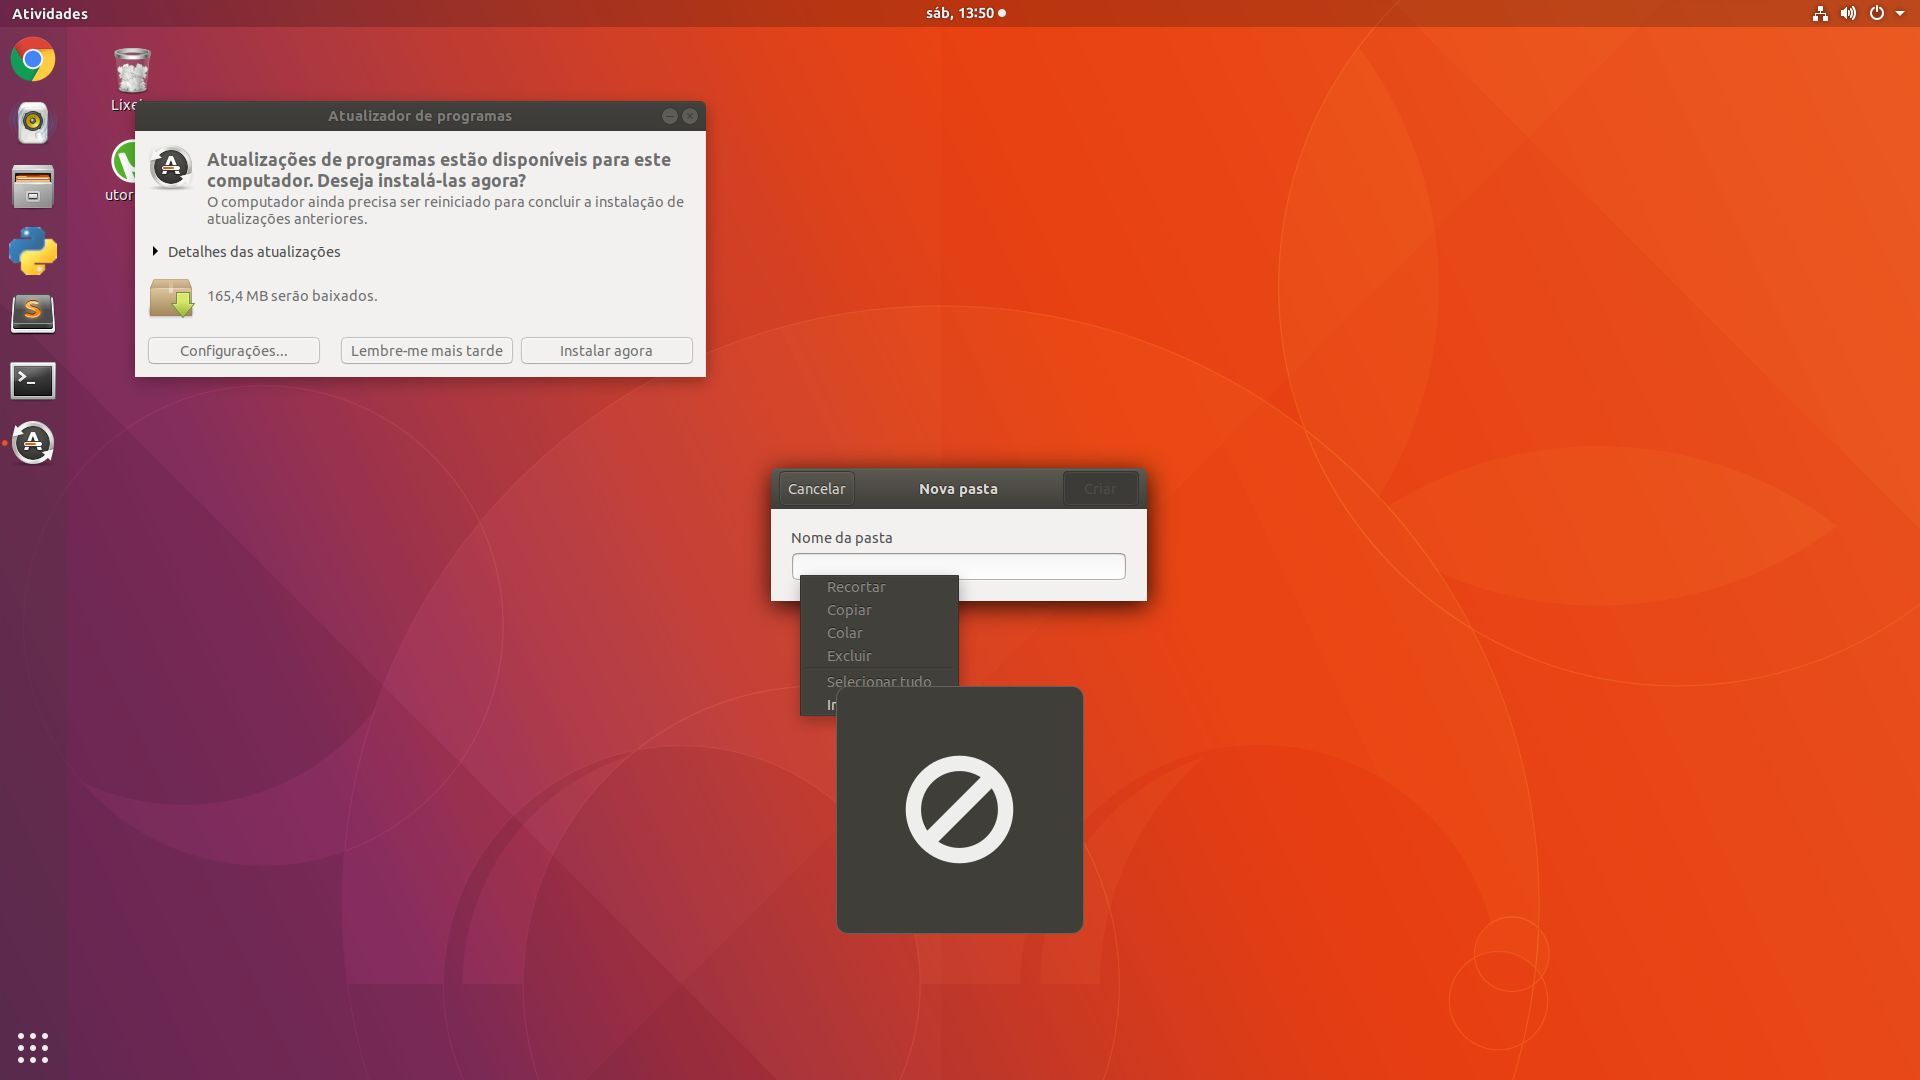 Atividades
sáb, 13:50
Atualizador de programas
Atualizações de programas estão disponíveis para este
computador. Deseja instalá-las agora?
O computador ainda precisa ser reiniciado para concluir a instalação de
atualizações anteriores.
Detalhes das atualizações
165,4 MB serão baixados.
Configurações...
Lembre-me mais tarde
Instalar agora
Cancelar
Nova pasta
Criar
Nome da pasta
Recortar
Copiar
Colar
Excluir
Selecionar tudo